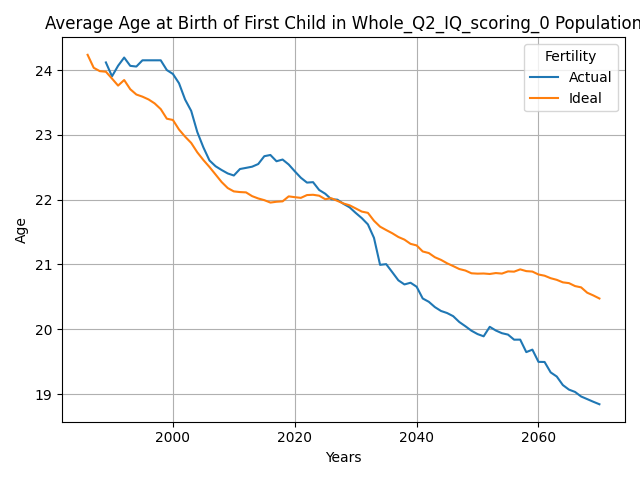 Average Age at Birth of First Child in Whole_Q2_IQ_scoring_0 Population
Fertility
Actual
Ideal
24
23
22
21
20
19
Age
2000
2020
2040
2060
Years